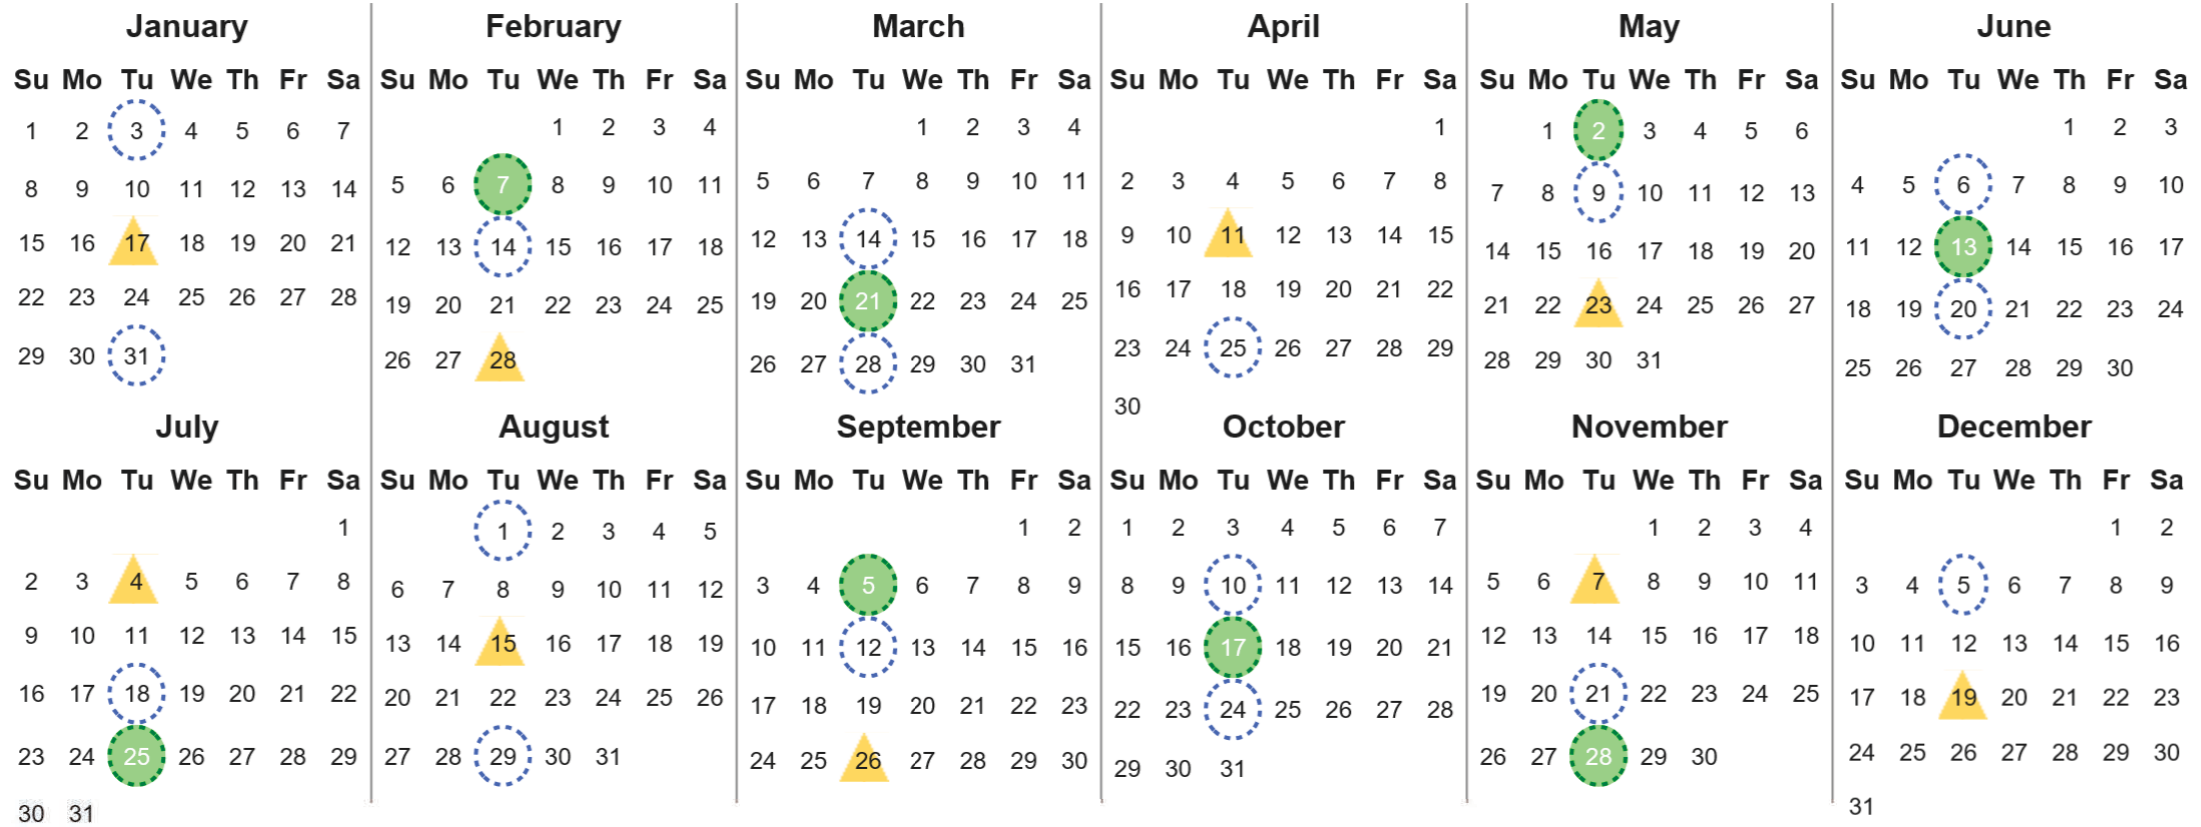 January February March April May June
Su Mo Tu We Th Fr Sa Su Mo Tu We Th Fr Sa Su Mo Tu We Th Fr Sa Su Mo Tu We Th Fr Sa Su Mo Tu We Th Fr Sa Su Mo Tu We Th Fr Sa
1 2 3 4 5 6 7 1 2 3 4 1 2 3 4 1 1 2 3 4 5 6 1 2 3
8 9 10 11 12 13 14 5 6 7 8 9 10 11 5 6 7 8 9 10 11 2 3 4 5 6 7 8 7 8 9 10 11 12 13 4 5 6 7 8 9 10
15 16 17 18 19 20 21 12 13 14 15 16 17 18 12 13 14 15 16 17 18 9 10 11 12 13 14 15 14 15 16 17 18 19 20 11 12 13 14 15 16 17
22 23 24 25 26 27 28 19 20 21 22 23 24 25 19 20 21 22 23 24 25 16 17 18 19 20 21 22 21 22 23 24 25 26 27 18 19 20 21 22 23 24
29 30 31 26 27 28 26 27 28 29 30 31 23 24 25 26 27 28 29 28 29 30 31 25 26 27 28 29 30
30
July August September October November December
Su Mo Tu We Th Fr Sa Su Mo Tu We Th Fr Sa Su Mo Tu We Th Fr Sa Su Mo Tu We Th Fr Sa Su Mo Tu We Th Fr Sa Su Mo Tu We Th Fr Sa
1 1 2 3 4 5 1 2 1 2 3 4 5 6 7 1 2 3 4 1 2
2 3 4 5 6 7 8 6 7 8 9 10 11 12 3 4 5 6 7 8 9 8 9 10 11 12 13 14 5 6 7 8 9 10 11 3 4 5 6 7 8 9
9 10 11 12 13 14 15 13 14 15 16 17 18 19 10 11 12 13 14 15 16 15 16 17 18 19 20 21 12 13 14 15 16 17 18 10 11 12 13 14 15 16
16 17 18 19 20 21 22 20 21 22 23 24 25 26 17 18 19 20 21 22 23 22 23 24 25 26 27 28 19 20 21 22 23 24 25 17 18 19 20 21 22 23
23 24 25 26 27 28 29 27 28 29 30 31 24 25 26 27 28 29 30 29 30 31 26 27 28 29 30 24 25 26 27 28 29 30
30 31 31